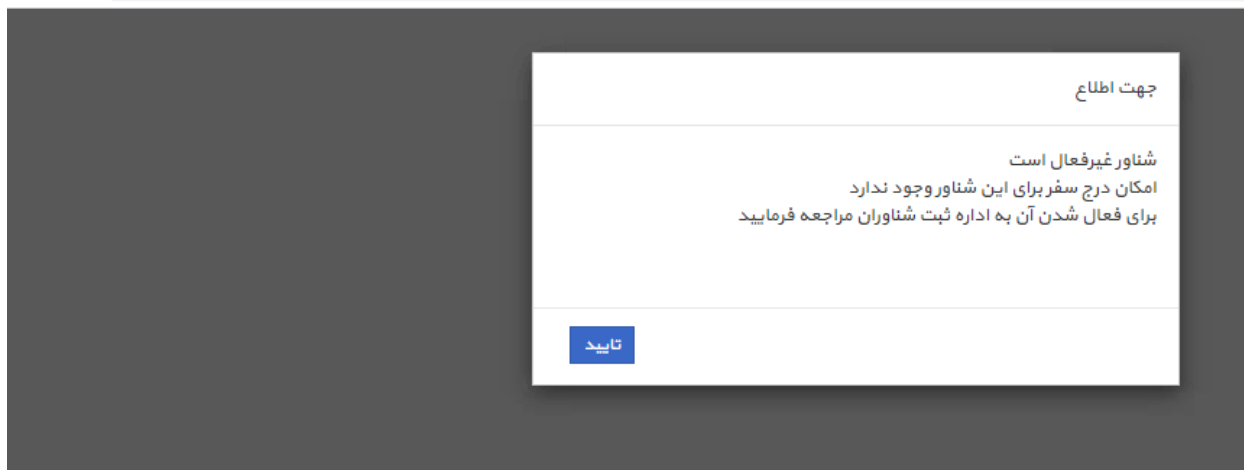 جهت اطلاع
شناور غیرفعال است
امکان درج سفر برای این شناور وجود ندارد
برای فعال شدن آن به اداره ثبت شناوران مراجعه فرمایید
تایید